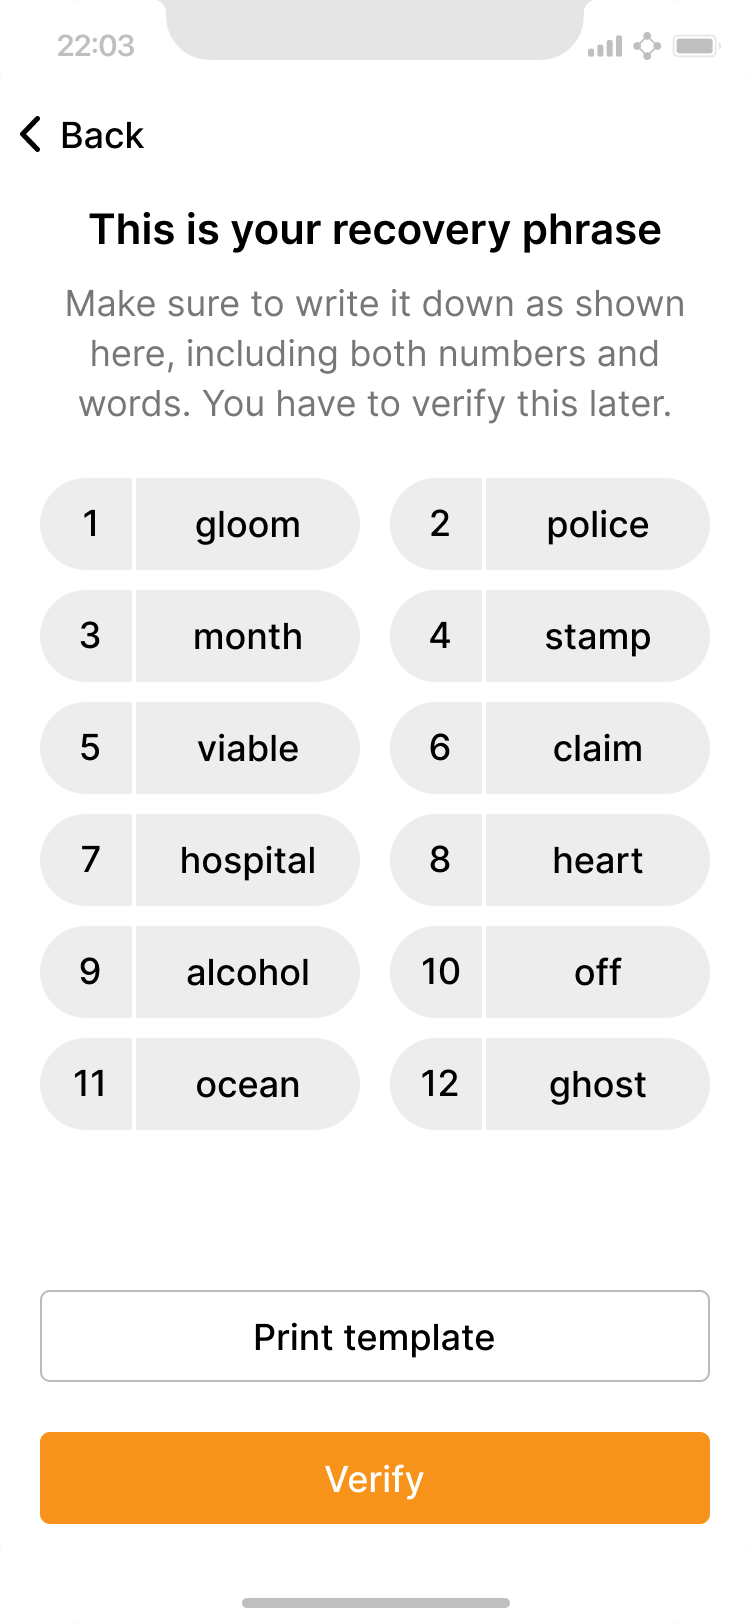 22:03
Back
This is your recovery phrase
Make sure to write it down as shown
here, including both numbers and
words. You have to verify this later.
1 gloom 2 police
3 month 4 stamp
5 viable 6 claim
7 hospital 8 heart
9 alcohol 10 off
11 ocean 12 ghost
Print template
Verify